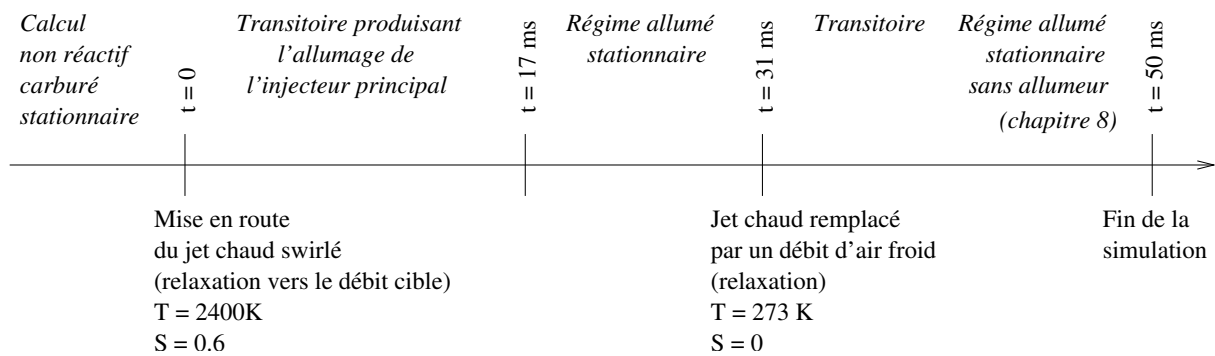 Calcul
non réactif
carburé
stationnaire
t = 0
Transitoire produisant
l'allumage de
l'injecteur principal
t = 17 ms
Régime allumé
stationnaire
t = 31 ms
Transitoire
Régime allumé
stationnaire
sans allumeur
(chapitre 8)
t = 50 ms
Mise en route
du jet chaud swirlé
(relaxation vers le débit cible)
T = 2400K
S = 0.6
Jet chaud remplacé
par un débit d'air froid
(relaxation)
T = 273 K
S = 0
Fin de la
simulation